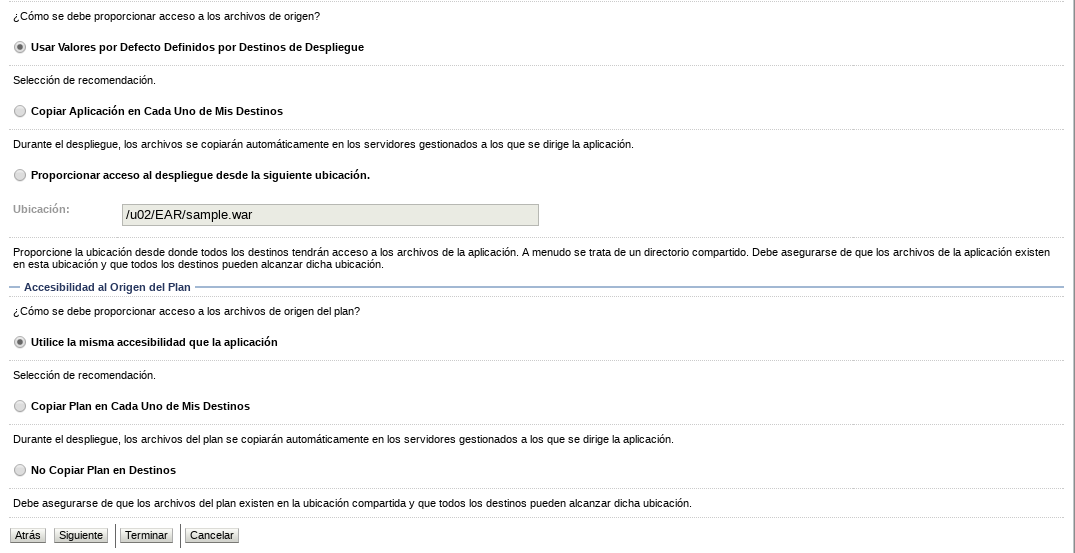 ¿Cómo se debe proporcionar acceso a los archivos de origen?
Usar Valores por Defecto Definidos por Destinos de Despliegue
Selección de recomendación.
Copiar Aplicación en Cada Uno de Mis Destinos
Durante el despliegue, los archivos se copiarán automáticamente en los servidores gestionados a los que se dirige la aplicación.
Proporcionar acceso al despliegue desde la siguiente ubicación.
Ubicación: /u02/EAR/sample.war
Proporcione la ubicación desde donde todos los destinos tendrán acceso a los archivos de la aplicación. A menudo se trata de un directorio compartido. Debe asegurarse de que los archivos de la aplicación existen
en esta ubicación y que todos los destinos pueden alcanzar dicha ubicación.
Accesibilidad al Origen del Plan
¿Cómo se debe proporcionar acceso a los archivos de origen del plan?
Utilice la misma accesibilidad que la aplicación
Selección de recomendación.
Copiar Plan en Cada Uno de Mis Destinos
Durante el despliegue, los archivos del plan se copiarán automáticamente en los servidores gestionados a los que se dirige la aplicación.
No Copiar Plan en Destinos
Debe asegurarse de que los archivos del plan existen en la ubicación compartida y que todos los destinos pueden alcanzar dicha ubicación.
Atrás Siguiente Terminar Cancelar